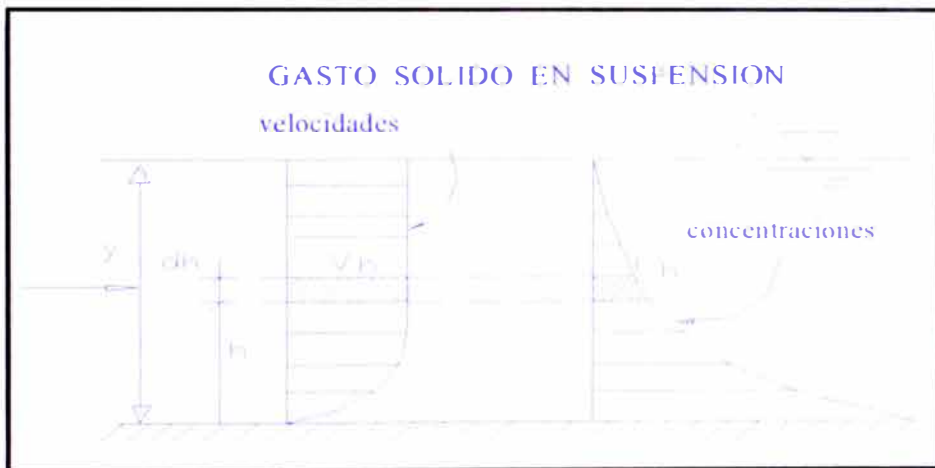 GASTO SOLIDO EN SUSPENSION
velocidades
concentraciones
y
dh
Vh
h
h